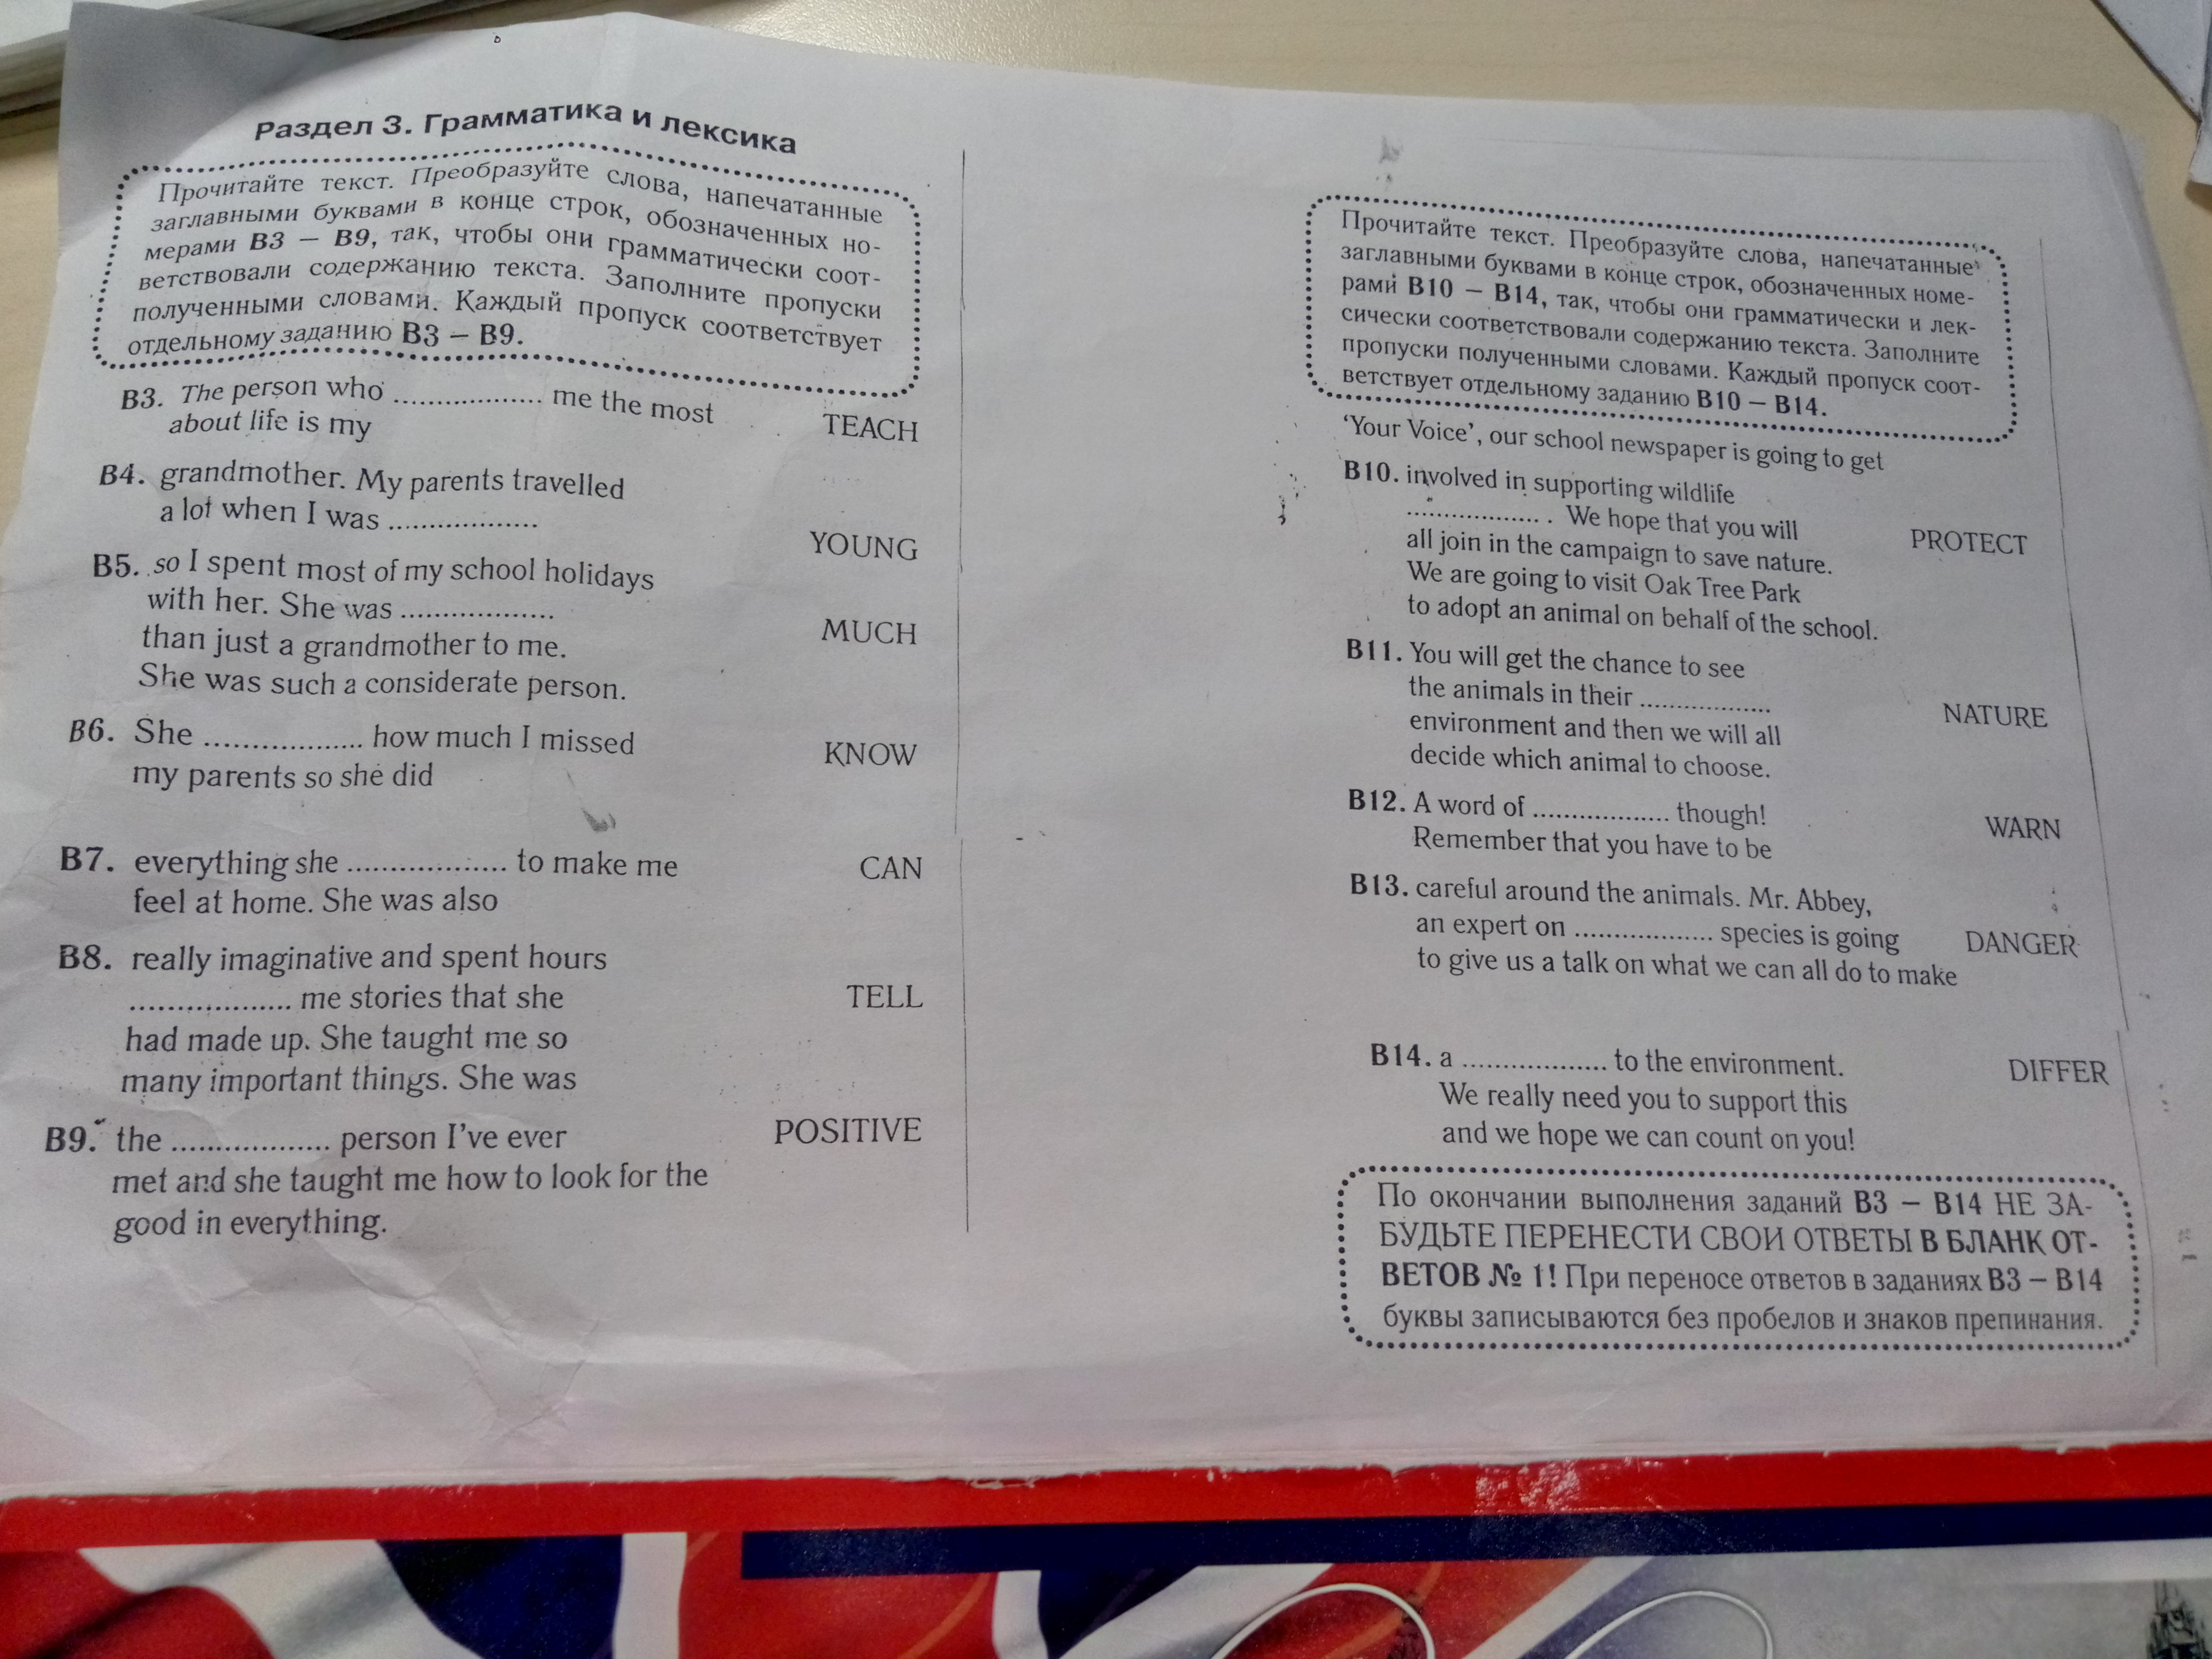 Раздел 3. Грамматика и лексика
Прочитайте текст. Преобразуйте слова, напечатанные
заглавными буквами в конце строк, обозначенных но-
мерами В3 – В9, так, чтобы они грамматически соот-
ветствовали содержанию текста. Заполните пропуски
полученными словами. Каждый пропуск соответствует
отдельному заданию В3 – В9.
B3. The person who .................. me the most
about life is my
TEACH
B4. grandmother. My parents travelled
a lot when I was ..................
YOUNG
B5. so I spent most of my school holidays
with her. She was ..................
than just a grandmother to me.
MUCH
She was such a considerate person.
B6. She .................. how much I missed
my parents so she did
KNOW
B7. everything she .................. to make me
feel at home. She was also
CAN
B8. really imaginative and spent hours
.................. me stories that she
TELL
had made up. She taught me so
many important things. She was
B9. the .................. person I've ever
POSITIVE
met and she taught me how to look for the
good in everything.
Прочитайте текст. Преобразуйте слова, напечатанные
заглавными буквами в конце строк, обозначенных номе-
рами В10 – В14, так, чтобы они грамматически и лек-
сически соответствовали содержанию текста. Заполните
пропуски полученными словами. Каждый пропуск соот-
ветствует отдельному заданию В10 – В14.
'Your Voice', our school newspaper is going to get
B10. involved in supporting wildlife
.................. . We hope that you will
PROTECT
all join in the campaign to save nature.
We are going to visit Oak Tree Park
to adopt an animal on behalf of the school.
B11. You will get the chance to see
the animals in their ..................
NATURE
environment and then we will all
decide which animal to choose.
B12. A word of .................. though!
WARN
Remember that you have to be
B13. careful around the animals. Mr. Abbey,
an expert on .................. species is going
DANGER
to give us a talk on what we can all do to make
B14. a .................. to the environment.
DIFFER
We really need you to support this
and we hope we can count on you!
По окончании выполнения заданий В3 – В14 НЕ ЗА-
БУДЬТЕ ПЕРЕНЕСТИ СВОИ ОТВЕТЫ В БЛАНК ОТ-
ВЕТОВ № 1! При переносе ответов в заданиях В3 – В14
буквы записываются без пробелов и знаков препинания.